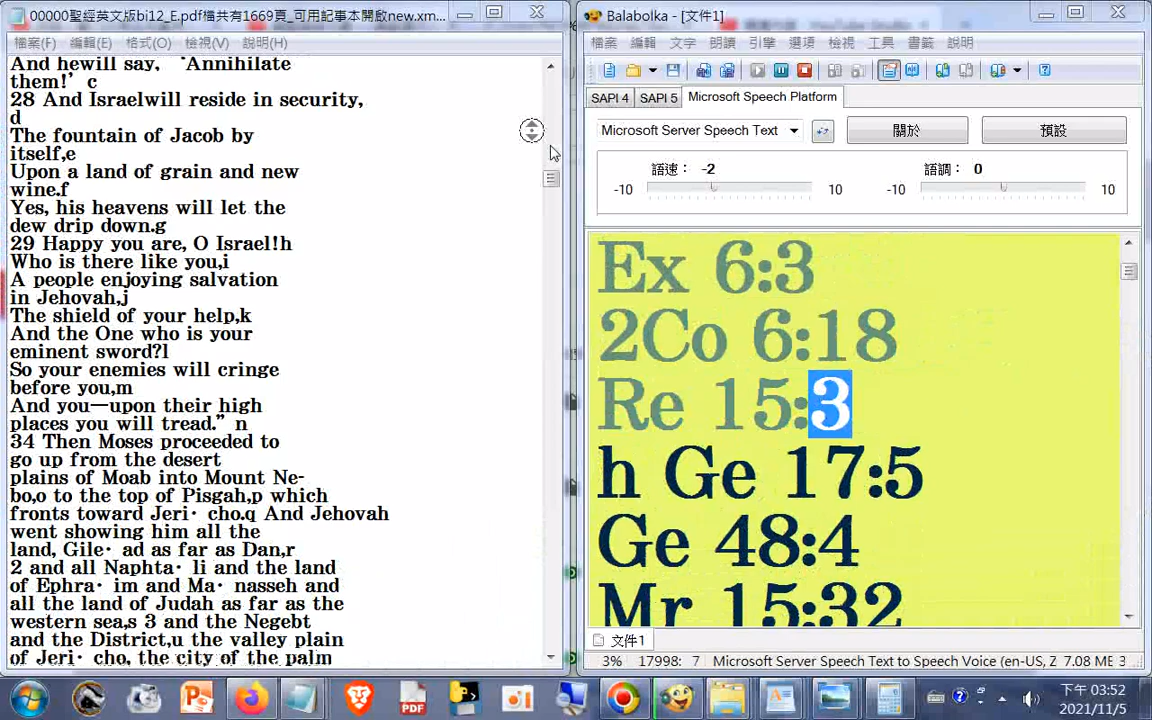 00000聖經英文版bi12_E.pdf檔共有1669頁_可用記事本開啟new.xm...
檔案(F) 編輯(E) 格式(O) 檢視(V) 說明(H)
And hewill say, ‘Annihilate
them!’ c
28 And Israelwill reside in security,
d
The fountain of Jacob by
itself,e
Upon a land of grain and new
wine.f
Yes, his heavens will let the
dew drip down.g
29 Happy you are, O Israel!h
Who is there like you,i
A people enjoying salvation
in Jehovah,j
The shield of your help,k
And the One who is your
eminent sword?l
So your enemies will cringe
before you,m
And you—upon their high
places you will tread.” n
34 Then Moses proceeded to
go up from the desert
plains of Moab into Mount Ne-
bo,o to the top of Pisgah,p which
fronts toward Jeri· cho.q And Jehovah
went showing him all the
land, Gile· ad as far as Dan,r
2 and all Naphta· li and the land
of Ephra· im and Ma· nasseh and
all the land of Judah as far as the
western sea,s 3 and the Negebt
and the District,u the valley plain
of Jeri· cho, the city of the palm
Balabolka - [文件1]
檔案 編輯 文字 朗讀 引擎 選項 檢視 工具 書籤 說明
SAPI 4 SAPI 5 Microsoft Speech Platform
Microsoft Server Speech Text 關於 預設
語速: -2 語調: 0
-10 10 -10 10
Ex 6:3
2Co 6:18
Re 15:3
h Ge 17:5
Ge 48:4
Mr 15:32
文件1
3% 17998: 7 Microsoft Server Speech Text to Speech Voice (en-US, Z 7.08 ME 3
PDF
下午 03:52
2021/11/5